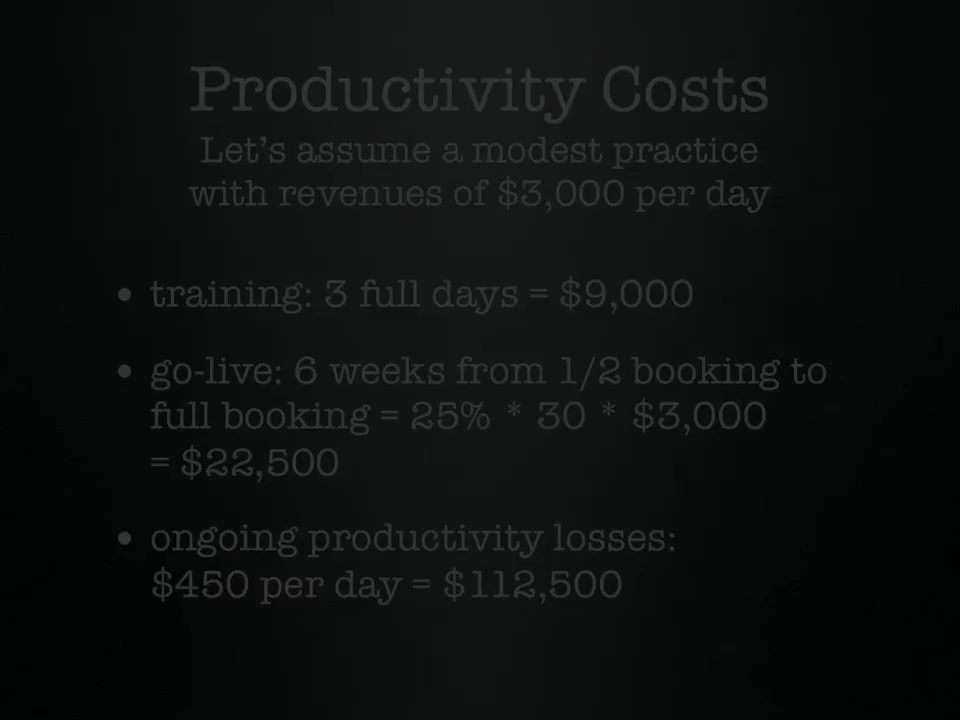 Productivity Costs
Let's assume a modest practice
with revenues of $3,000 per day
• training: 3 full days = $9,000
• go-live: 6 weeks from 1/2 booking to
full booking = 25% * 30 * $3,000
= $22,500
• ongoing productivity losses:
$450 per day = $112,500